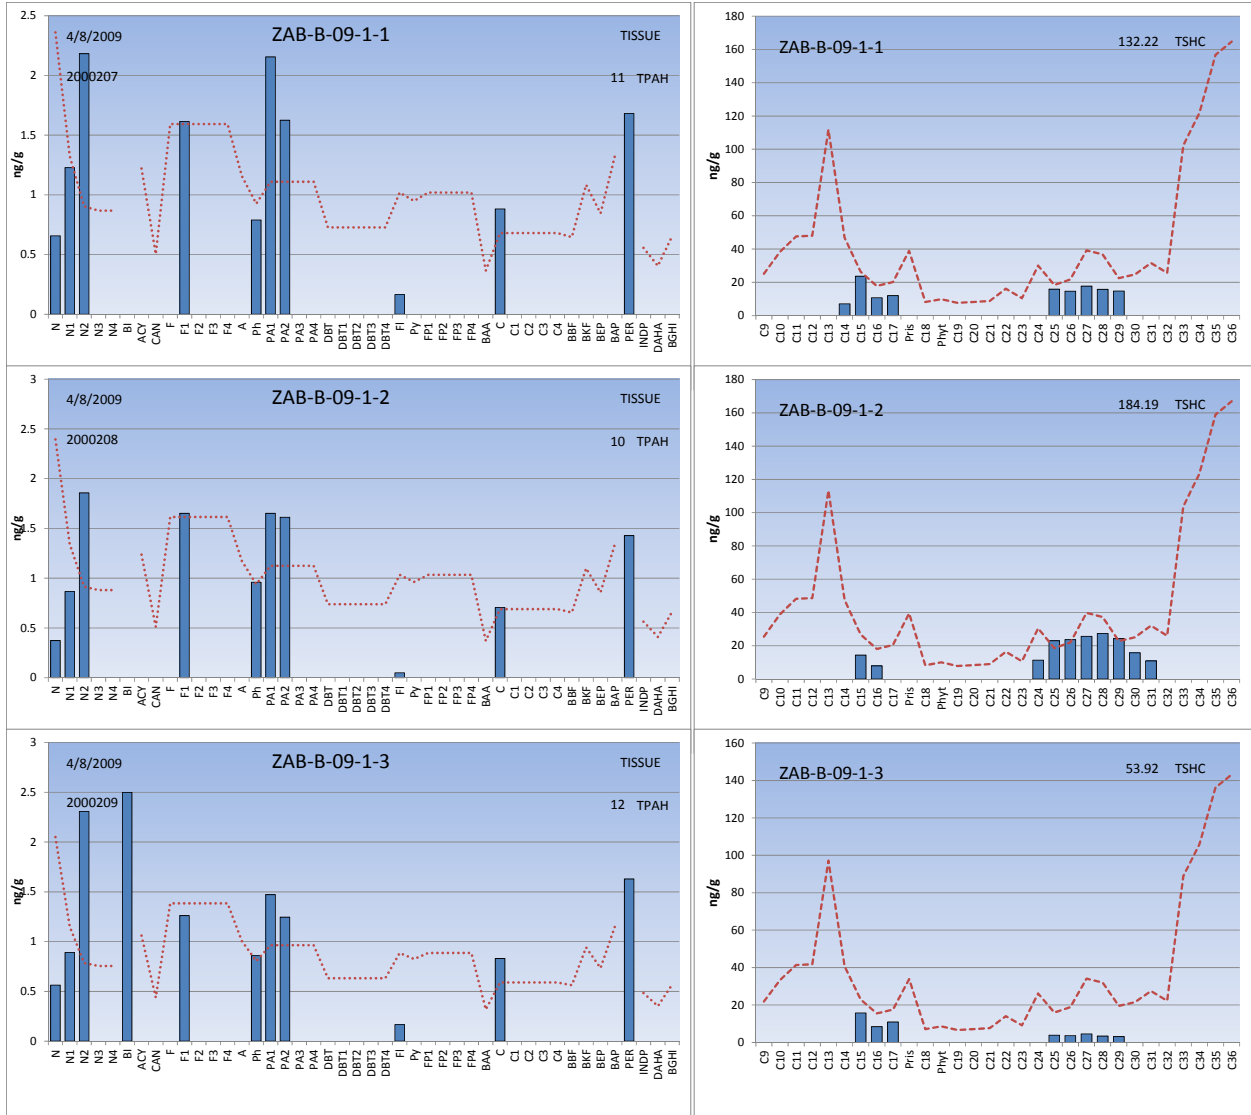 ZAB-B-09-1-1
4/8/2009
TISSUE
2000207
11 TPAH
ng/g
2.5
2
1.5
1
0.5
0
N N1 N2 N3 N4 BI ACY CAN F F1 F2 F3 F4 A Ph PA1 PA2 PA3 PA4 DBT DBT1 DBT2 DBT3 DBT4 Fl Py FP1 FP2 FP3 FP4 BAA C C1 C2 C3 C4 BBF BKF BEP BAP PER INDP DAHA BGHI
ZAB-B-09-1-1
132.22 TSHC
ng/g
180
160
140
120
100
80
60
40
20
0
C9 C10 C11 C12 C13 C14 C15 C16 C17 Pris C18 Phyt C19 C20 C21 C22 C23 C24 C25 C26 C27 C28 C29 C30 C31 C32 C33 C34 C35 C36
ZAB-B-09-1-2
4/8/2009
TISSUE
2000208
10 TPAH
ng/g
3
2.5
2
1.5
1
0.5
0
N N1 N2 N3 N4 BI ACY CAN F F1 F2 F3 F4 A Ph PA1 PA2 PA3 PA4 DBT DBT1 DBT2 DBT3 DBT4 Fl Py FP1 FP2 FP3 FP4 BAA C C1 C2 C3 C4 BBF BKF BEP BAP PER INDP DAHA BGHI
ZAB-B-09-1-2
184.19 TSHC
ng/g
180
160
140
120
100
80
60
40
20
0
C9 C10 C11 C12 C13 C14 C15 C16 C17 Pris C18 Phyt C19 C20 C21 C22 C23 C24 C25 C26 C27 C28 C29 C30 C31 C32 C33 C34 C35 C36
ZAB-B-09-1-3
4/8/2009
TISSUE
2000209
12 TPAH
ng/g
3
2.5
2
1.5
1
0.5
0
N N1 N2 N3 N4 BI ACY CAN F F1 F2 F3 F4 A Ph PA1 PA2 PA3 PA4 DBT DBT1 DBT2 DBT3 DBT4 Fl Py FP1 FP2 FP3 FP4 BAA C C1 C2 C3 C4 BBF BKF BEP BAP PER INDP DAHA BGHI
ZAB-B-09-1-3
53.92 TSHC
ng/g
160
140
120
100
80
60
40
20
0
C9 C10 C11 C12 C13 C14 C15 C16 C17 Pris C18 Phyt C19 C20 C21 C22 C23 C24 C25 C26 C27 C28 C29 C30 C31 C32 C33 C34 C35 C36